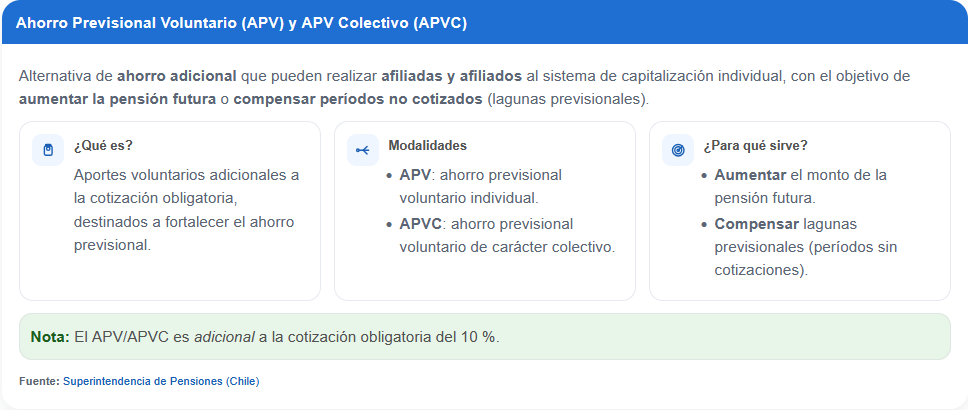 Ahorro Previsional Voluntario (APV) y APV Colectivo (APVC)
Alternativa de ahorro adicional que pueden realizar afiliadas y afiliados al sistema de capitalización individual, con el objetivo de
aumentar la pensión futura o compensar períodos no cotizados (lagunas previsionales).
¿Qué es?
Aportes voluntarios adicionales a
la cotización obligatoria,
destinados a fortalecer el ahorro
previsional.
Modalidades
• APV: ahorro previsional
voluntario individual.
• APVC: ahorro previsional
voluntario de carácter colectivo.
¿Para qué sirve?
• Aumentar el monto de la
pensión futura.
• Compensar lagunas
previsionales (períodos sin
cotizaciones).
Nota: El APV/APVC es adicional a la cotización obligatoria del 10 %.
Fuente: Superintendencia de Pensiones (Chile)